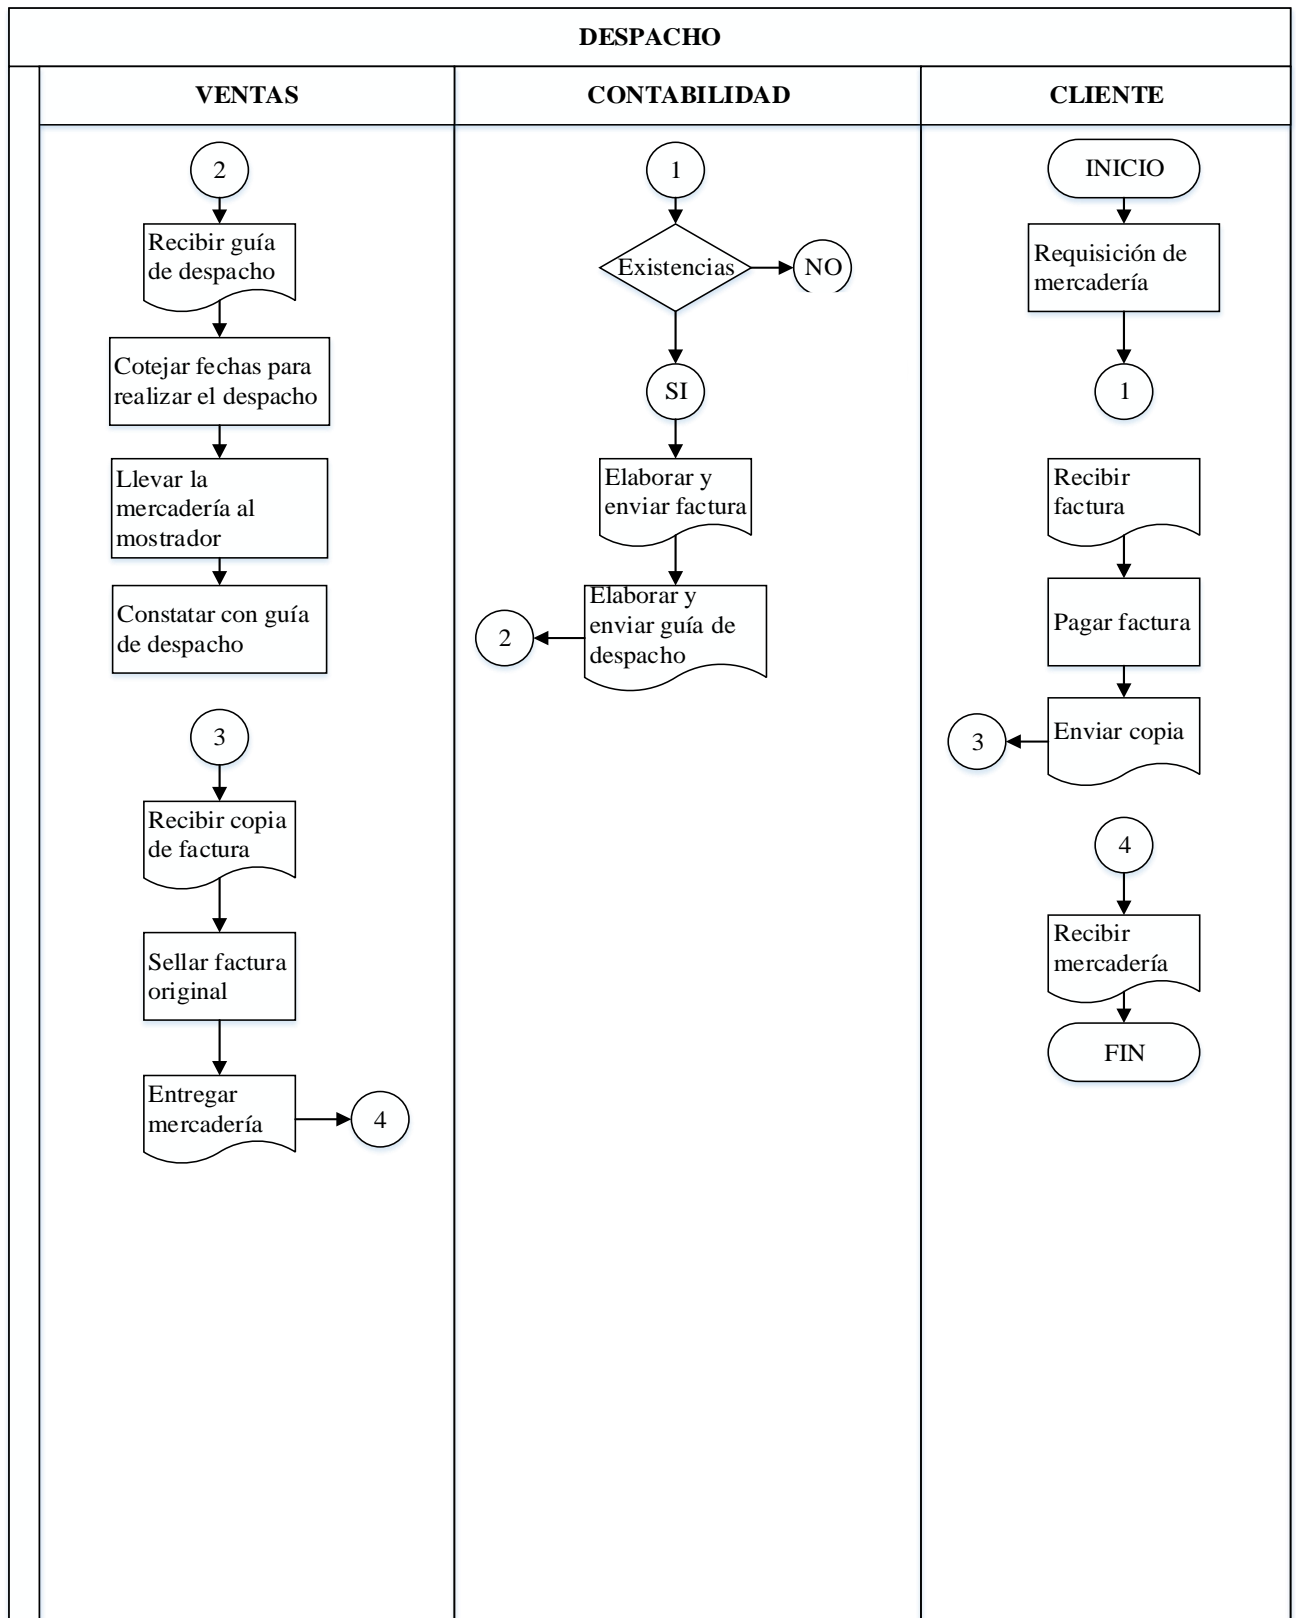 DESPACHO
VENTAS
CONTABILIDAD
CLIENTE
2
Recibir guía
de despacho
Cotejar fechas para
realizar el despacho
Llevar la
mercadería al
mostrador
Constatar con guía
de despacho
3
Recibir copia
de factura
Sellar factura
original
Entregar
mercadería
4
1
Existencias
NO
SI
Elaborar y
enviar factura
Elaborar y
enviar guía de
despacho
2
INICIO
Requisición de
mercadería
1
Recibir
factura
Pagar factura
Enviar copia
3
4
Recibir
mercadería
FIN